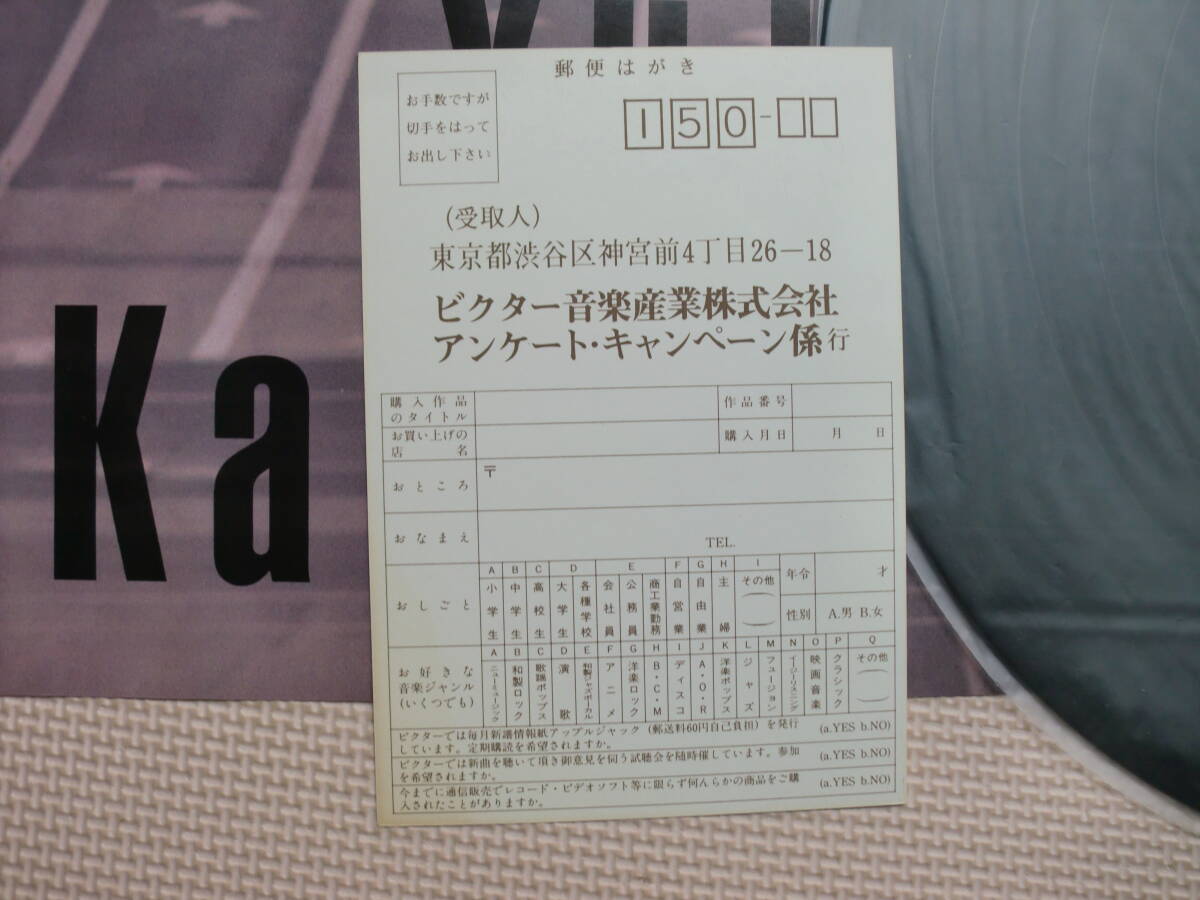 Ka
郵便はがき
お手数ですが
切手をはって
お出し下さい
150-
(受取人)
東京都渋谷区神宮前4丁目26-18
ビクター音楽産業株式会社
アンケート・キャンペーン係行
購入作品のタイトル
作品番号
お買い上げの店名
購入月日
月 日
おところ
〒
おなまえ
TEL.
おしごと
A 小学生
B 中学生
C 高校生
D 大学生 各種学校
E 会社員 公務員 商工業勤務
F 自営業
G 自由業
H 主婦
I その他( )
年令
才
性別
A.男 B.女
お好きな
音楽ジャンル
(いくつでも)
A ニューミュージック
B 和製ロック
C 歌謡ポップス
D 演歌
E 和製ジャズボーカル
F アニメ
G 洋楽ロック
H B・C・M
I ディスコ
J A・O・R
K 洋楽ポップス
L ジャズ
M フュージョン
N イージーリスニング
O 映画音楽
P クラシック
Q その他( )
ビクターでは毎月新譜情報紙アップルジャック(郵送料60円自己負担)を発行
しています。定期購読を希望されますか。
(a.YES b.NO)
ビクターでは新曲を聴いて頂き御意見を伺う試聴会を随時催しています。参加
を希望されますか。
(a.YES b.NO)
今までに通信販売でレコード・ビデオソフト等に限らず何んらかの商品をご購
入されたことがありますか。
(a.YES b.NO)